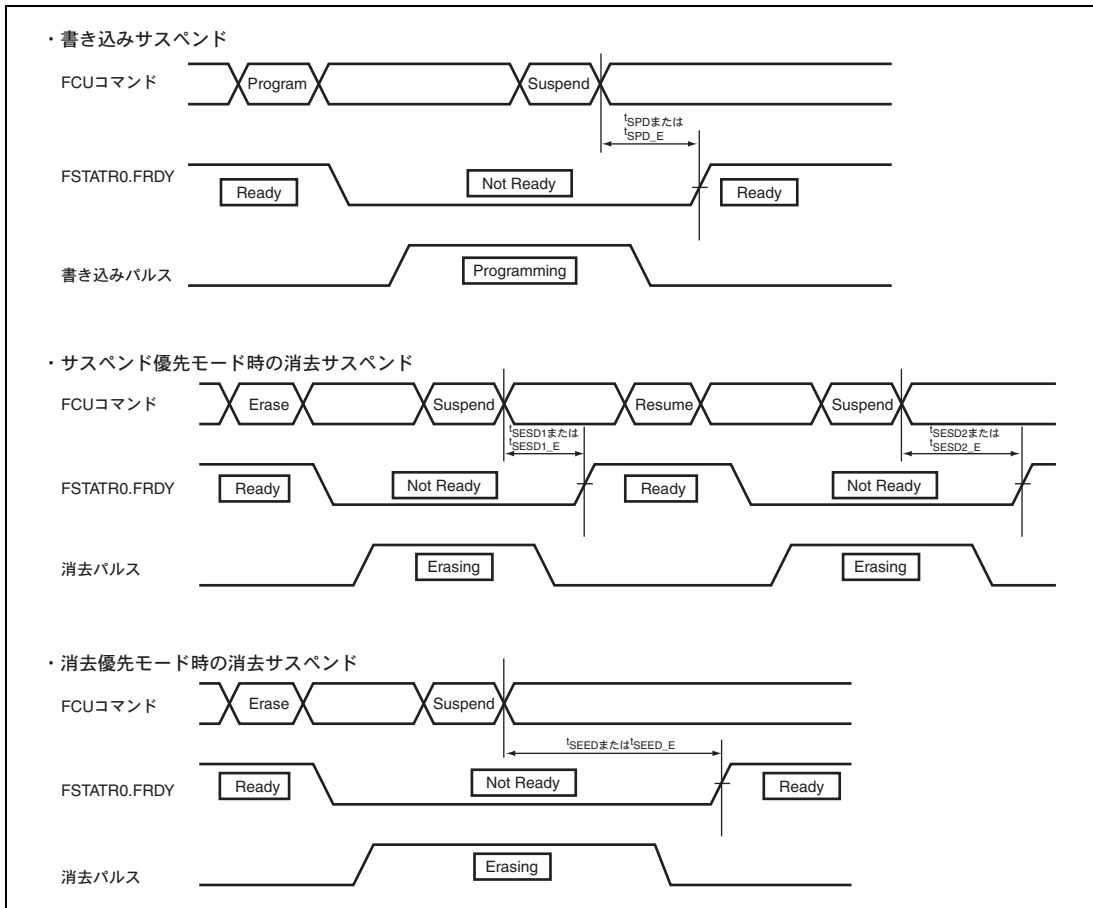 ・書き込みサスペンド
FCUコマンド
Program
Suspend
tSPDまたは
tSPD_E
FSTATR0.FRDY
Ready
Not Ready
Ready
書き込みパルス
Programming
・サスペンド優先モード時の消去サスペンド
FCUコマンド
Erase
Suspend
Resume
Suspend
tSESD1または
tSESD1_E
tSESD2または
tSESD2_E
FSTATR0.FRDY
Ready
Not Ready
Ready
Not Ready
消去パルス
Erasing
Erasing
・消去優先モード時の消去サスペンド
FCUコマンド
Erase
Suspend
tSEEDまたはtSEED_E
FSTATR0.FRDY
Ready
Not Ready
Ready
消去パルス
Erasing